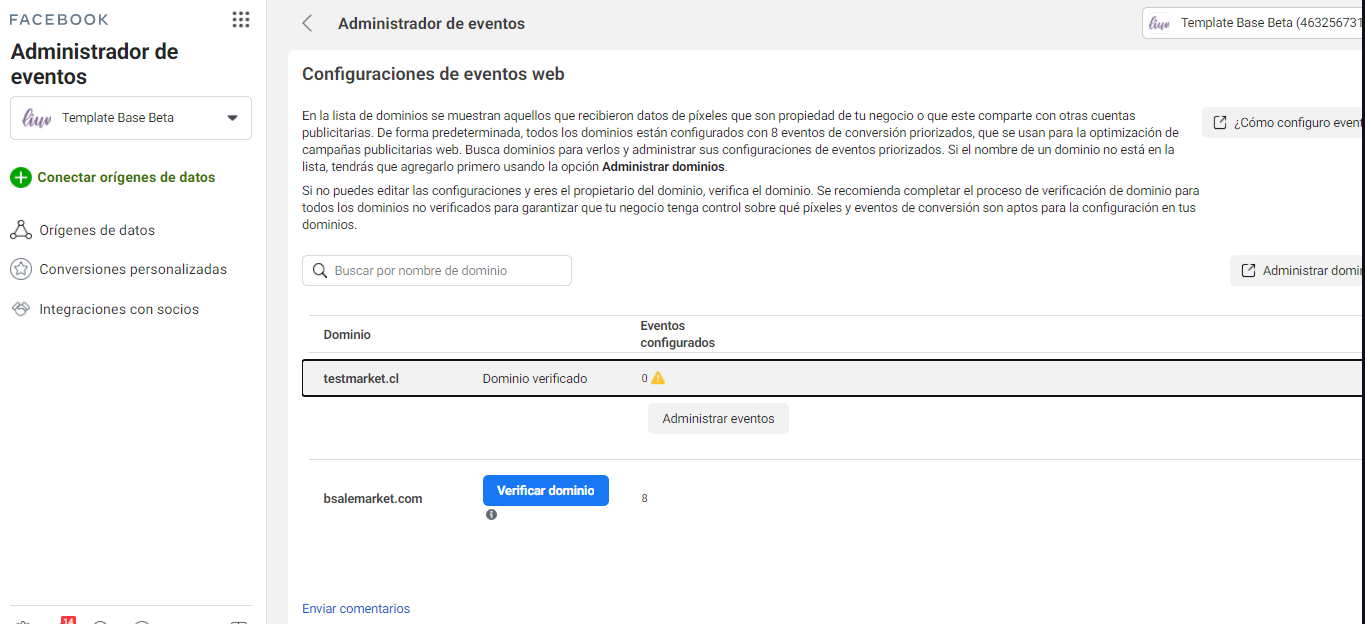 FACEBOOK
Administrador de
eventos
Template Base Beta
Conectar orígenes de datos
Orígenes de datos
Conversiones personalizadas
Integraciones con socios
14
Administrador de eventos
Template Base Beta (463256731
Configuraciones de eventos web
En la lista de dominios se muestran aquellos que recibieron datos de píxeles que son propiedad de tu negocio o que este comparte con otras cuentas
publicitarias. De forma predeterminada, todos los dominios están configurados con 8 eventos de conversión priorizados, que se usan para la optimización de
campañas publicitarias web. Busca dominios para verlos y administrar sus configuraciones de eventos priorizados. Si el nombre de un dominio no está en la
lista, tendrás que agregarlo primero usando la opción Administrar dominios.
Si no puedes editar las configuraciones y eres el propietario del dominio, verifica el dominio. Se recomienda completar el proceso de verificación de dominio para
todos los dominios no verificados para garantizar que tu negocio tenga control sobre qué píxeles y eventos de conversión son aptos para la configuración en tus
dominios.
¿Cómo configuro event
Buscar por nombre de dominio
Administrar domin
Dominio
Eventos
configurados
testmarket.cl Dominio verificado 0
Administrar eventos
bsalemarket.com Verificar dominio 8
Enviar comentarios